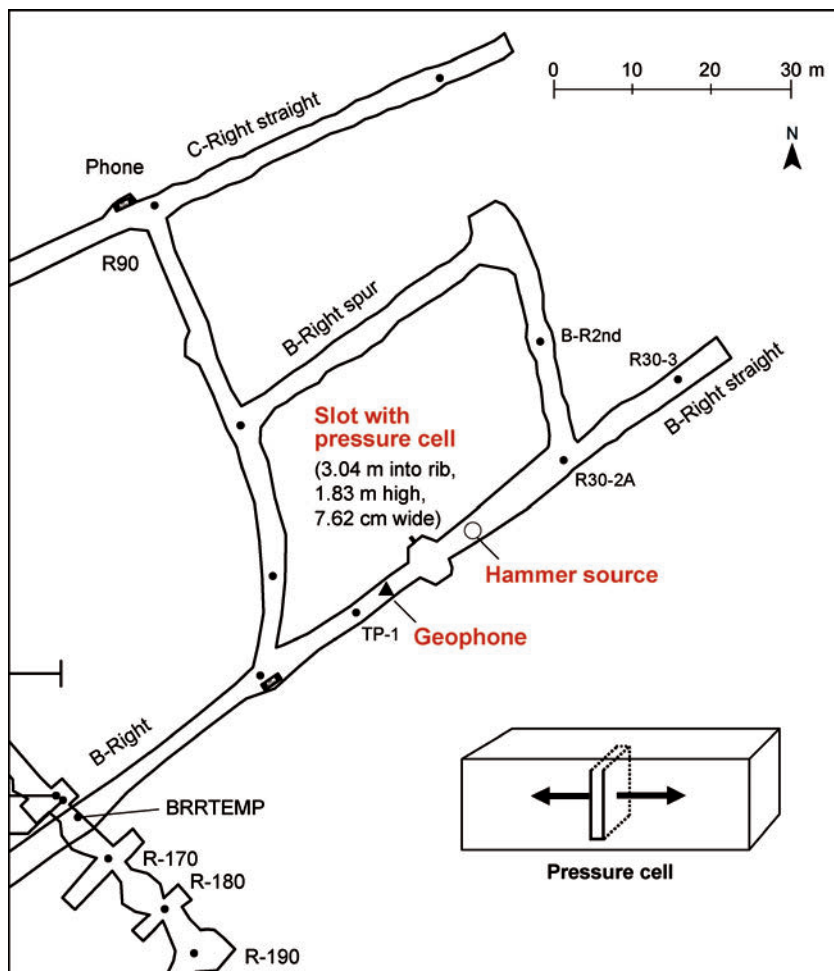 0 10 20 30 m
N
C-Right straight
Phone
R90
B-Right spur
B-R2nd
R30-3
B-Right straight
Slot with
pressure cell
(3.04 m into rib,
1.83 m high,
7.62 cm wide)
R30-2A
Hammer source
TP-1
Geophone
B-Right
BRRTEMP
R-170
R-180
R-190
Pressure cell